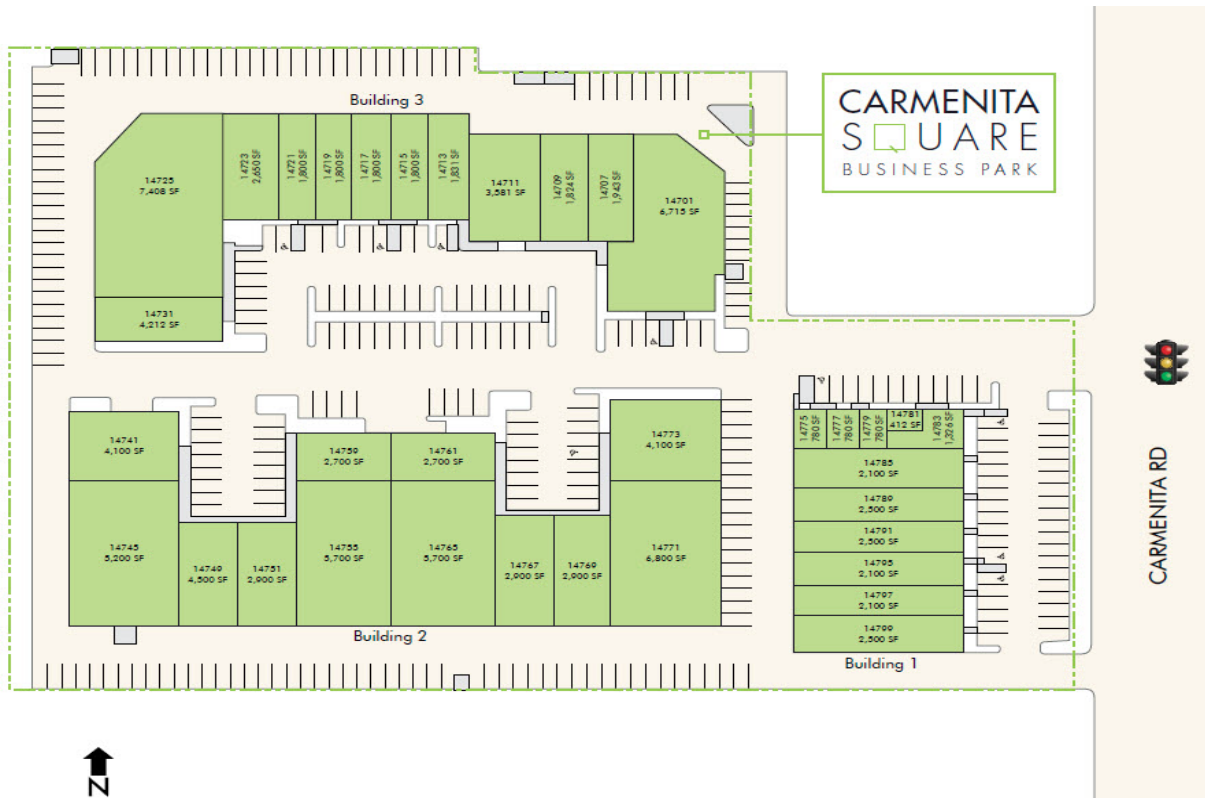 CARMENITA
SQUARE
BUSINESS PARK
Building 3
14725
7,408 SF
14723
2,650 SF
14721
1,800 SF
14719
1,800 SF
14717
1,800 SF
14715
1,800 SF
14713
1,831 SF
14711
3,581 SF
14709
1,824 SF
14707
1,943 SF
14701
6,715 SF
14731
4,212 SF
14741
4,100 SF
14745
5,200 SF
14749
4,500 SF
14751
2,900 SF
14759
2,700 SF
14755
5,700 SF
14761
2,700 SF
14765
5,700 SF
14767
2,900 SF
14769
2,900 SF
14773
4,100 SF
14771
6,800 SF
Building 2
14775
780 SF
14777
780 SF
14779
780 SF
14781
412 SF
14783
1,326 SF
14785
2,100 SF
14789
2,500 SF
14791
2,500 SF
14795
2,100 SF
14797
2,100 SF
14799
2,500 SF
Building 1
CARMENITA RD
N